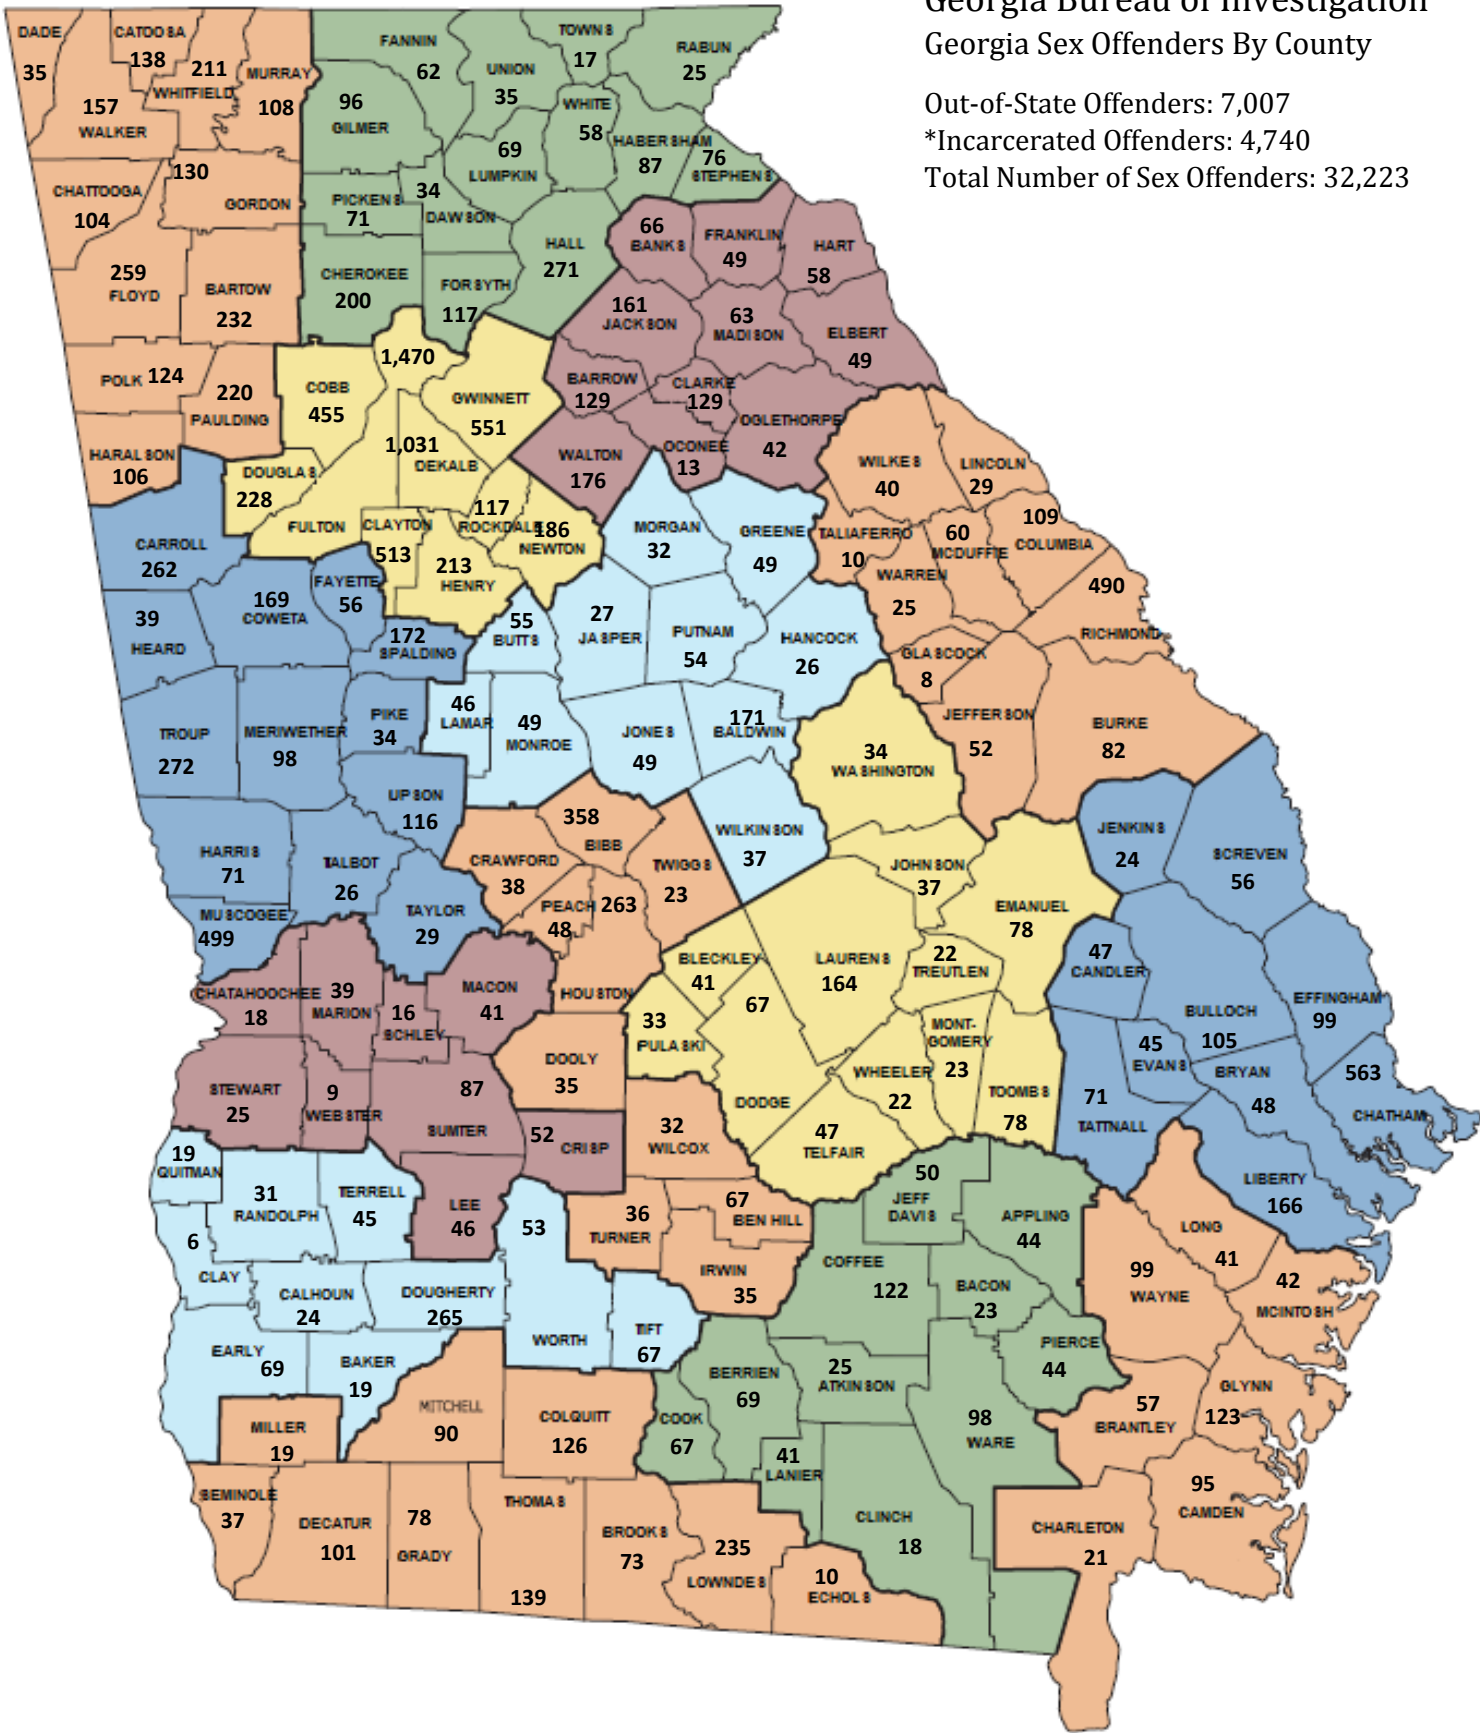 Georgia Bureau of Investigation
Georgia Sex Offenders By County
Out-of-State Offenders: 7,007
*Incarcerated Offenders: 4,740
Total Number of Sex Offenders: 32,223
DADE
35
CATOOSA
138
211
WHITFIELD
MURRAY
108
157
WALKER
FANNIN
62
UNION
35
TOWNS
17
RABUN
25
96
GILMER
WHITE
58
HABERSHAM
87
76
STEPHENS
69
LUMPKIN
CHATTOOGA
104
130
GORDON
PICKENS
71
34
DAWSON
HALL
271
66
BANKS
FRANKLIN
49
HART
58
259
FLOYD
BARTOW
232
CHEROKEE
200
FORSYTH
117
161
JACKSON
63
MADISON
ELBERT
49
POLK 124
220
PAULDING
COBB
455
1,470
GWINNETT
551
BARROW
129
CLARKE
129
OGLETHORPE
42
HARALSON
106
DOUGLAS
228
1,031
DEKALB
WALTON
176
OCONEE
13
WILKES
40
LINCOLN
29
FULTON
CLAYTON
513
117
ROCKDALE
186
NEWTON
213
HENRY
MORGAN
32
GREENE
49
TALIAFERRO
10
60
MCDUFFIE
109
COLUMBIA
WARREN
25
490
RICHMOND
CARROLL
262
FAYETTE
56
169
COWETA
39
HEARD
172
SPALDING
55
BUTTS
27
JASPER
PUTNAM
54
HANCOCK
26
GLASCOCK
8
JEFFERSON
52
BURKE
82
TROUP
272
MERIWETHER
98
PIKE
34
46
LAMAR
49
MONROE
JONES
49
171
BALDWIN
34
WASHINGTON
UPSON
116
358
BIBB
WILKINSON
37
JENKINS
24
SCREVEN
56
HARRIS
71
TALBOT
26
CRAWFORD
38
TWIGGS
23
JOHNSON
37
EMANUEL
78
MUSCOGEE
499
TAYLOR
29
PEACH
48
263
HOUSTON
BLECKLEY
41
LAURENS
164
22
TREUTLEN
47
CANDLER
CHATAHOOCHEE
18
39
MARION
16
SCHLEY
MACON
41
33
PULASKI
67
DODGE
MONT-
GOMERY
23
BULLOCH
105
EFFINGHAM
99
DOOLY
35
WHEELER
22
TOOMBS
78
45
EVANS
BRYAN
48
563
CHATHAM
STEWART
25
9
WEBSTER
87
SUMTER
52
CRISP
32
WILCOX
47
TELFAIR
71
TATTNALL
LIBERTY
166
19
QUITMAN
31
RANDOLPH
TERRELL
45
LEE
46
53
WORTH
36
TURNER
67
BEN HILL
50
JEFF
DAVIS
APPLING
44
LONG
41
6
CLAY
CALHOUN
24
DOUGHERTY
265
IRWIN
35
COFFEE
122
BACON
23
99
WAYNE
42
MCINTOSH
EARLY
69
BAKER
19
TIFT
67
BERRIEN
69
25
ATKINSON
PIERCE
44
GLYNN
123
MILLER
19
MITCHELL
90
COLQUITT
126
COOK
67
98
WARE
57
BRANTLEY
41
LANIER
SEMINOLE
37
DECATUR
101
78
GRADY
THOMAS
139
BROOKS
73
235
LOWNDES
10
ECHOLS
CLINCH
18
CHARLETON
21
95
CAMDEN